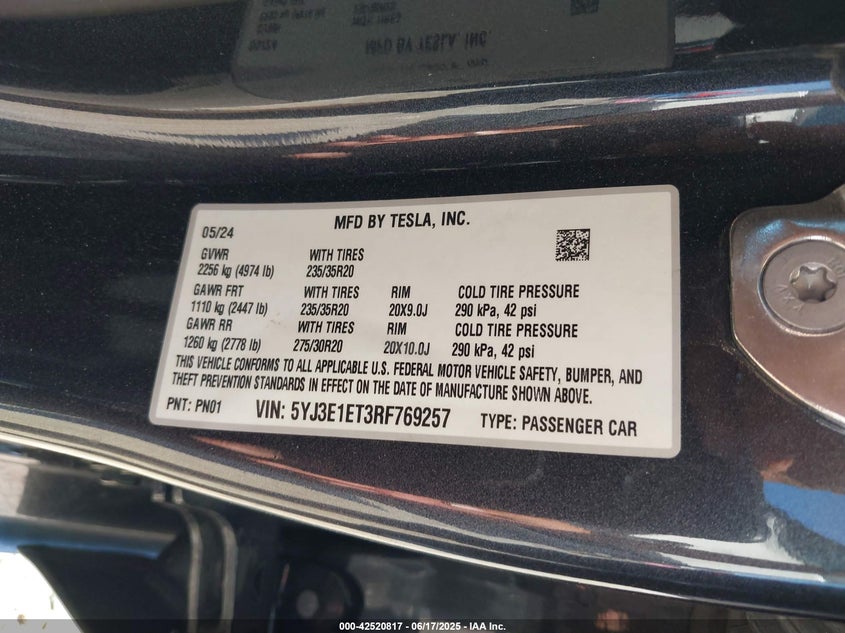 MFD BY TESLA, INC.
05/24
GVWR WITH TIRES
2256 kg (4974 lb) 235/35R20
GAWR FRT WITH TIRES RIM COLD TIRE PRESSURE
1110 kg (2447 lb) 235/35R20 20X9.0J 290 kPa, 42 psi
GAWR RR WITH TIRES RIM COLD TIRE PRESSURE
1260 kg (2778 lb) 275/30R20 20X10.0J 290 kPa, 42 psi
THIS VEHICLE CONFORMS TO ALL APPLICABLE U.S. FEDERAL MOTOR VEHICLE SAFETY, BUMPER, AND
THEFT PREVENTION STANDARDS IN EFFECT ON THE DATE OF MANUFACTURE SHOWN ABOVE.
PNT: PN01 VIN: 5YJ3E1ET3RF769257 TYPE: PASSENGER CAR
000-42520817 - 06/17/2025 - IAA Inc.